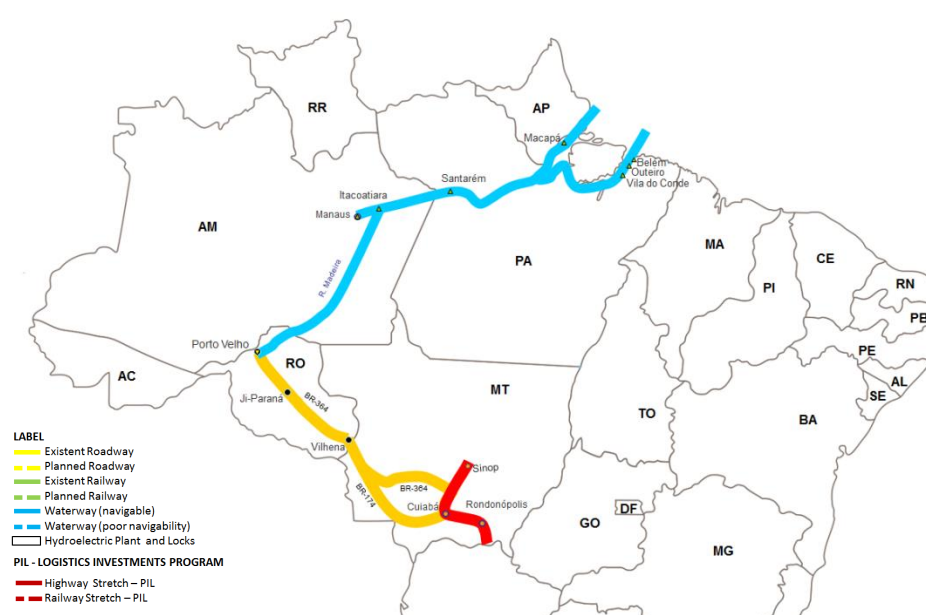 RR
AP
Macapá
Belém
Outeiro
Vila do Conde
Santarém
Itacoatiara
Manaus
AM
PA
MA
CE
PI
RN
PB
R. Madeira
Porto Velho
RO
AC
PE
AL
SE
MT
TO
BA
Ji-Paraná
BR-364
Vilhena
Sinop
BR-364
BR-174
Cuiabá
Rondonópolis
GO
DF
MG
LABEL
Existent Roadway
Planned Roadway
Existent Railway
Planned Railway
Waterway (navigable)
Waterway (poor navigability)
Hydroelectric Plant and Locks
PIL - LOGISTICS INVESTMENTS PROGRAM
Highway Stretch – PIL
Railway Stretch – PIL